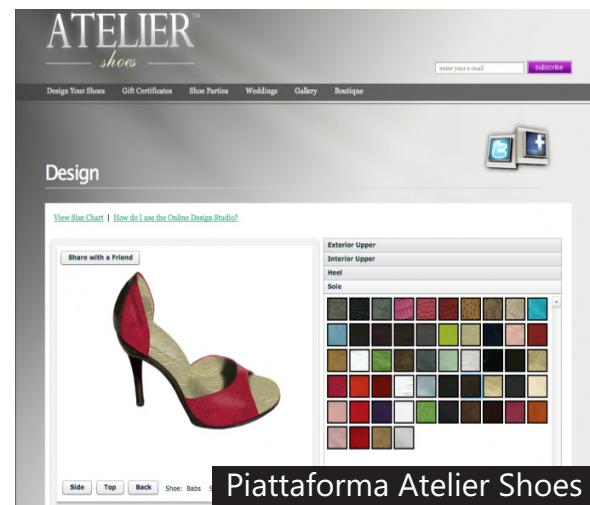 ATELIER™
shoes
enter your e-mail
subscribe
Design Your Shoes Gift Certificates Shoe Parties Weddings Gallery Boutique
Design
View Size Chart | How do I use the Online Design Studio?
Share with a Friend
Exterior Upper
Interior Upper
Heel
Sole
Side Top Back Shoe: Babs
Piattaforma Atelier Shoes